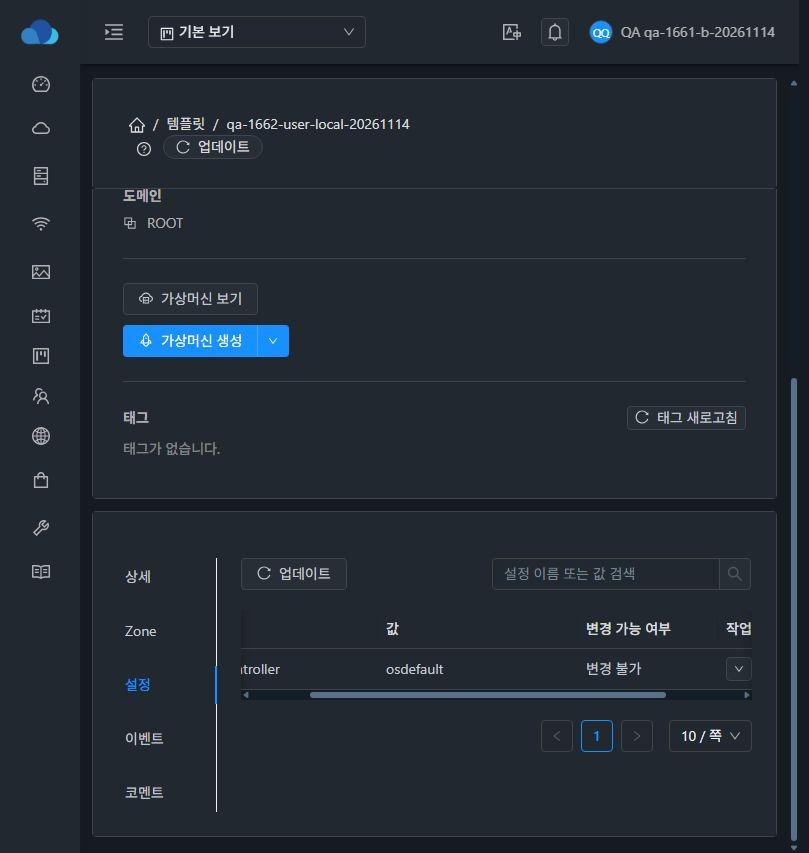 기본 보기
QQ QA qa-1661-b-20261114
/ 템플릿 / qa-1662-user-local-20261114
업데이트
도메인
ROOT
가상머신 보기
가상머신 생성
태그
태그 새로고침
태그가 없습니다.
상세
Zone
설정
이벤트
코멘트
업데이트
설정 이름 또는 값 검색
값 변경 가능 여부 작업
ntroller osdefault 변경 불가
1
10 / 쪽